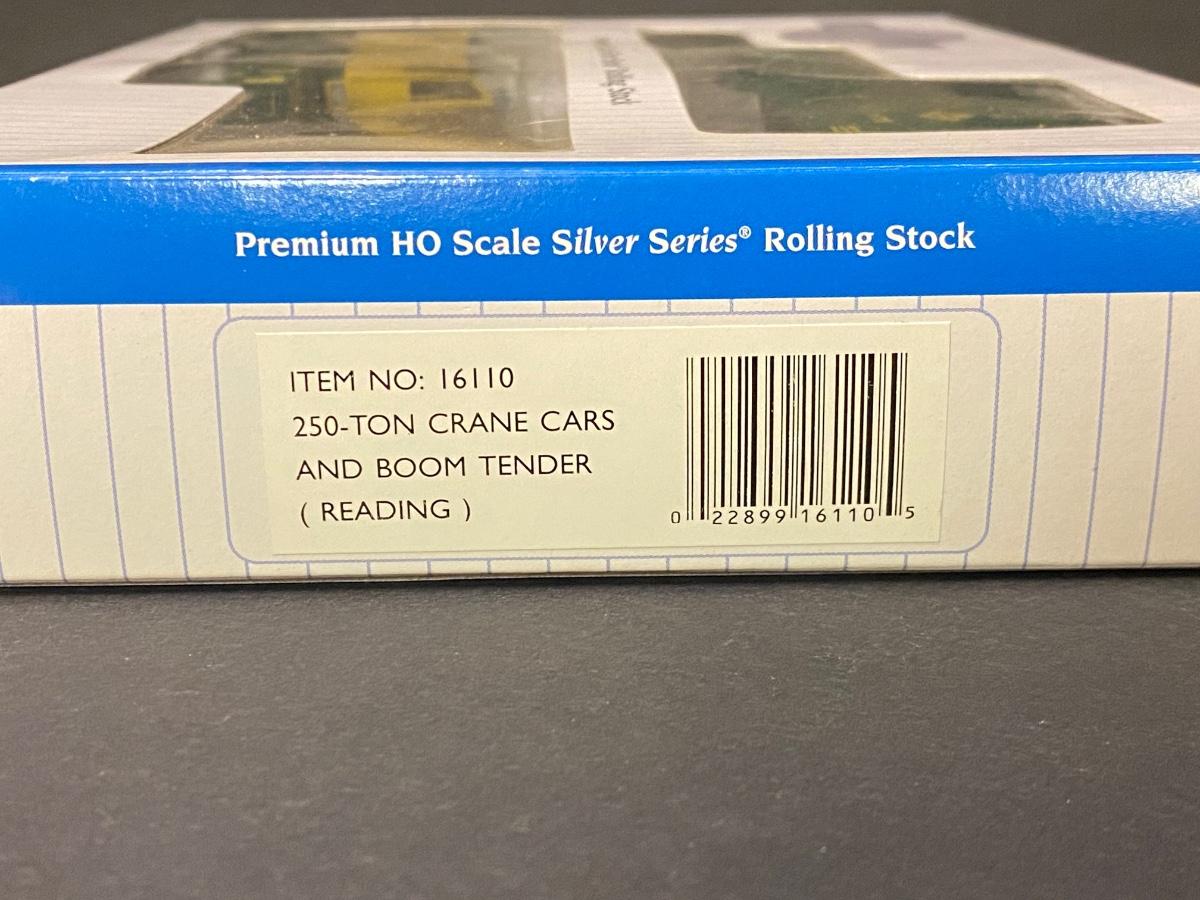 Premium HO Scale Silver Series® Rolling Stock
ITEM NO: 16110
250-TON CRANE CARS
AND BOOM TENDER
( READING )
0 22899 16110 5